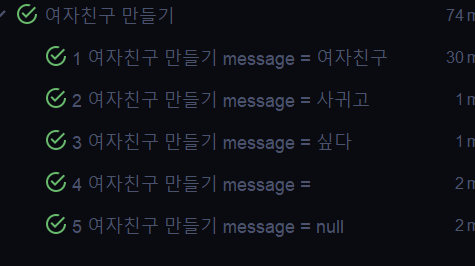 여자친구 만들기 74 m
1 여자친구 만들기 message = 여자친구 30 m
2 여자친구 만들기 message = 사귀고 1 m
3 여자친구 만들기 message = 싶다 1 m
4 여자친구 만들기 message = 2 m
5 여자친구 만들기 message = null 2 m